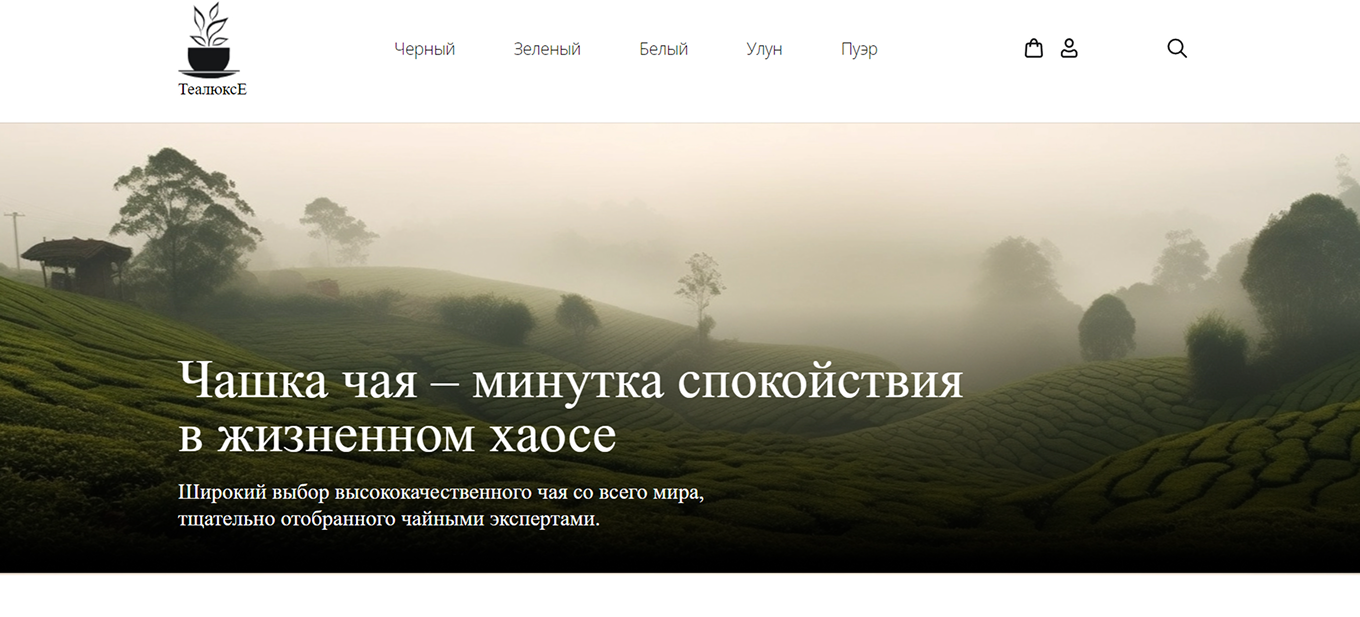 ТеалюксЕ
Черный
Зеленый
Белый
Улун
Пуэр
Чашка чая – минутка спокойствия
в жизненном хаосе
Широкий выбор высококачественного чая со всего мира,
тщательно отобранного чайными экспертами.